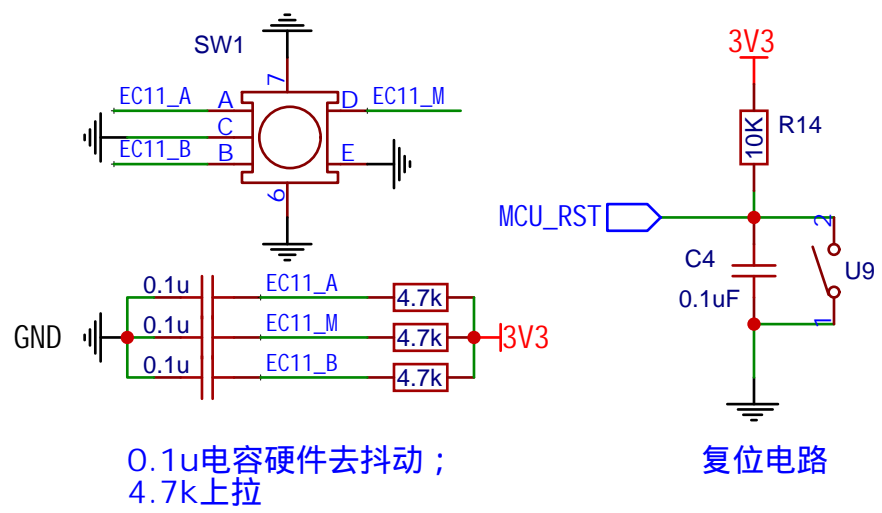 SW1
7
EC11_A
A
D
EC11_M
C
EC11_B
B
E
6
0.1u
EC11_A
4.7k
GND
0.1u
EC11_M
4.7k
3V3
0.1u
EC11_B
4.7k
0.1u电容硬件去抖动；
4.7k上拉
3V3
10K
R14
MCU_RST
2
C4
0.1uF
U9
1
复位电路